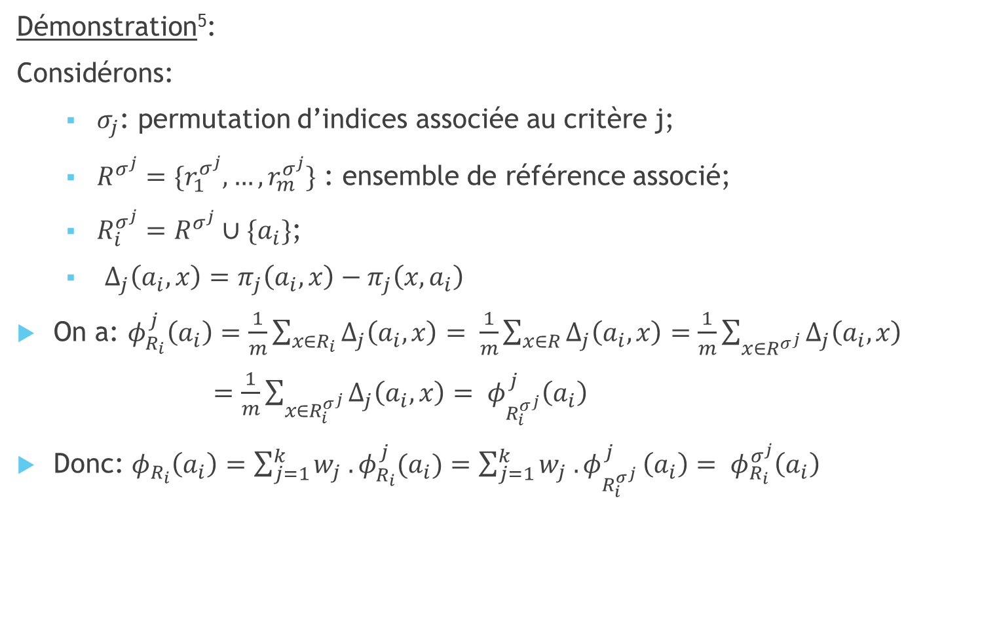 Démonstration⁵:
Considérons:
▪ $\sigma_j$: permutation d’indices associée au critère j;
▪ $R^{\sigma^j} = \{r_1^{\sigma^j}, \dots, r_m^{\sigma^j}\}$ : ensemble de référence associé;
▪ $R_i^{\sigma^j} = R^{\sigma^j} \cup \{a_i\}$;
▪ $\Delta_j(a_i, x) = \pi_j(a_i, x) - \pi_j(x, a_i)$
▶ On a: $\phi_{R_i}^j(a_i) = \frac{1}{m}\sum_{x \in R_i} \Delta_j(a_i, x) = \frac{1}{m}\sum_{x \in R} \Delta_j(a_i, x) = \frac{1}{m}\sum_{x \in R^{\sigma^j}} \Delta_j(a_i, x)$
$= \frac{1}{m}\sum_{x \in R_i^{\sigma^j}} \Delta_j(a_i, x) = \phi_{R_i^{\sigma^j}}^j(a_i)$
▶ Donc: $\phi_{R_i}(a_i) = \sum_{j=1}^k w_j . \phi_{R_i}^j(a_i) = \sum_{j=1}^k w_j . \phi_{R_i^{\sigma^j}}^j(a_i) = \phi_{R_i}^{\sigma^j}(a_i)$